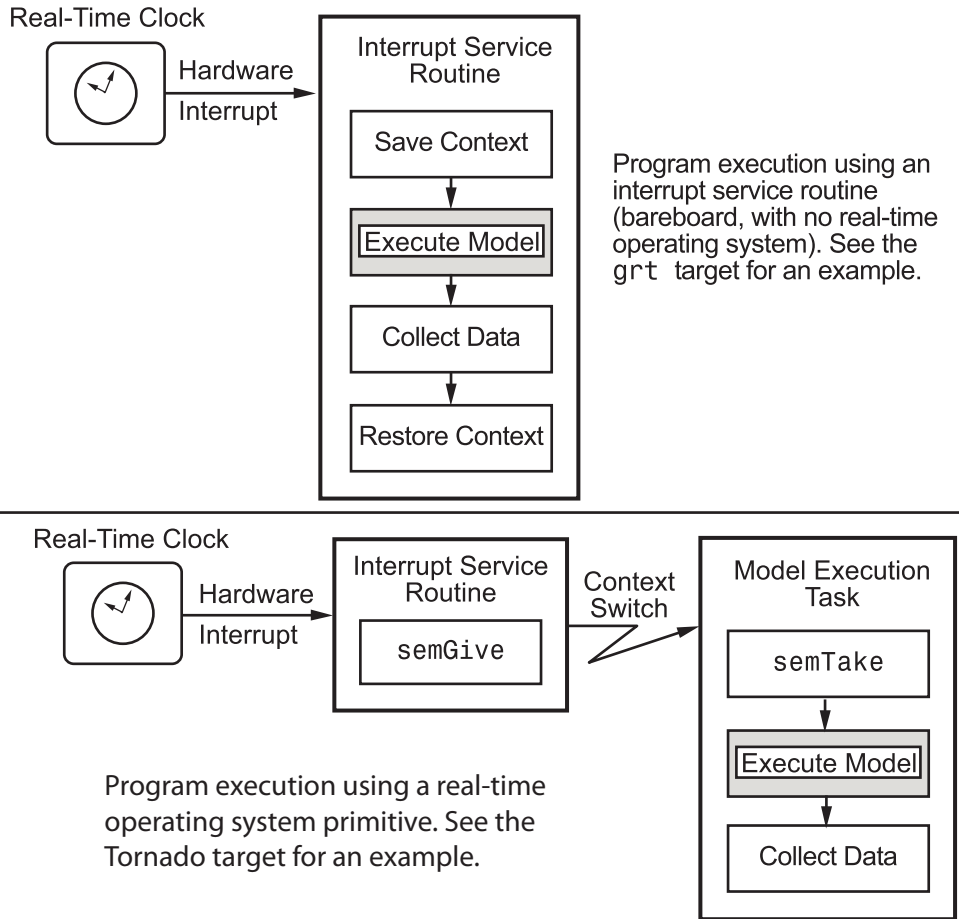 Real-Time Clock
Hardware
Interrupt
Interrupt Service
Routine
Save Context
Execute Model
Collect Data
Restore Context
Program execution using an
interrupt service routine
(bareboard, with no real-time
operating system). See the
grt target for an example.
Real-Time Clock
Hardware
Interrupt
Interrupt Service
Routine
semGive
Context
Switch
Model Execution
Task
semTake
Execute Model
Collect Data
Program execution using a real-time
operating system primitive. See the
Tornado target for an example.